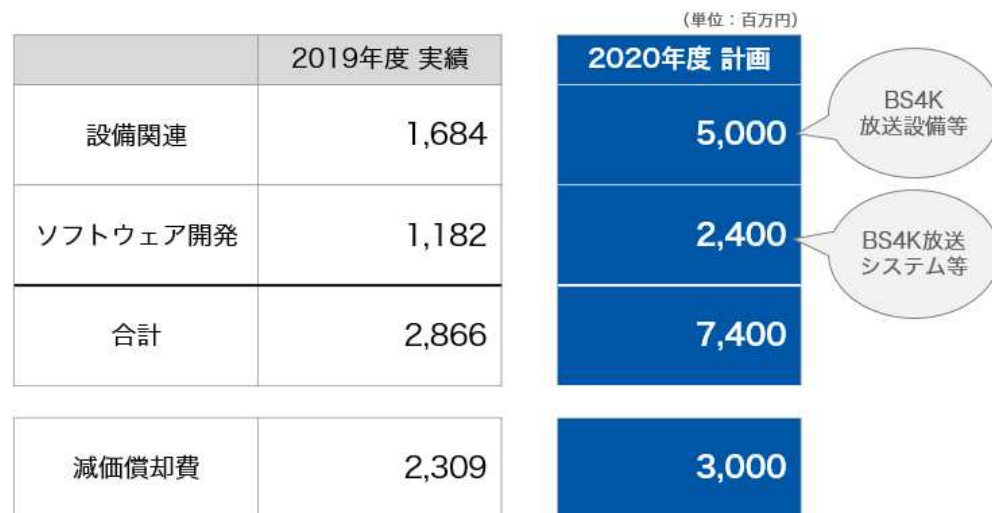 （単位：百万円）
2019年度 実績 2020年度 計画
設備関連 1,684 5,000
BS4K
放送設備等
ソフトウェア開発 1,182 2,400
BS4K放送
システム等
合計 2,866 7,400
減価償却費 2,309 3,000